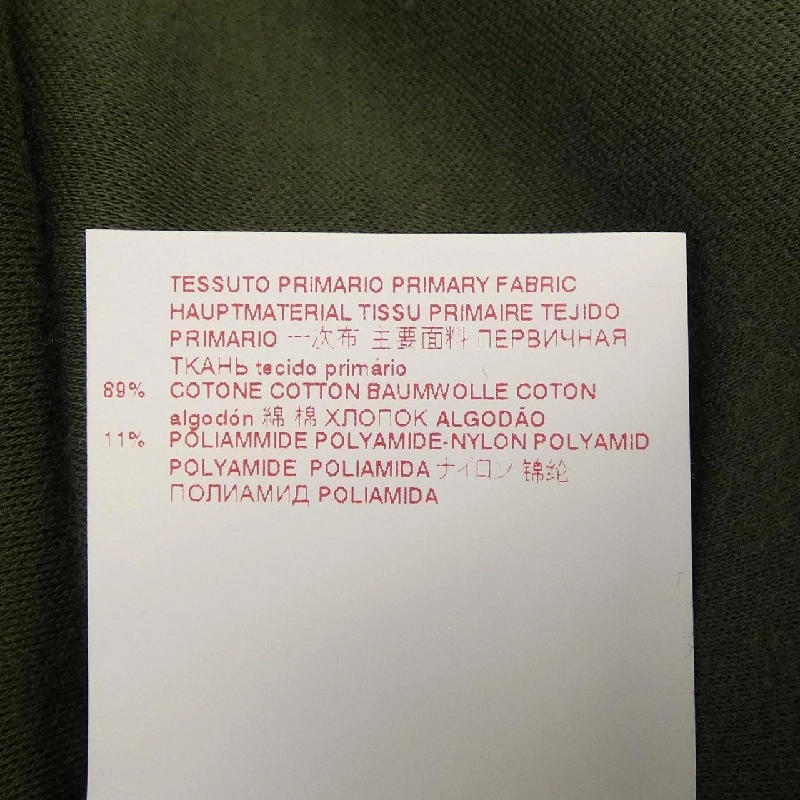 TESSUTO PRIMARIO PRIMARY FABRIC
HAUPTMATERIAL TISSU PRIMAIRE TEJIDO
PRIMARIO 一次布 主要面料 ПЕРВИЧНАЯ
ТКАНЬ tecido primário
89% COTONE COTTON BAUMWOLLE COTON
algodón 綿 棉 ХЛОПОК ALGODÃO
11% POLIAMMIDE POLYAMIDE-NYLON POLYAMID
POLYAMIDE POLIAMIDA ナイロン 锦纶
ПОЛИАМИД POLIAMIDA